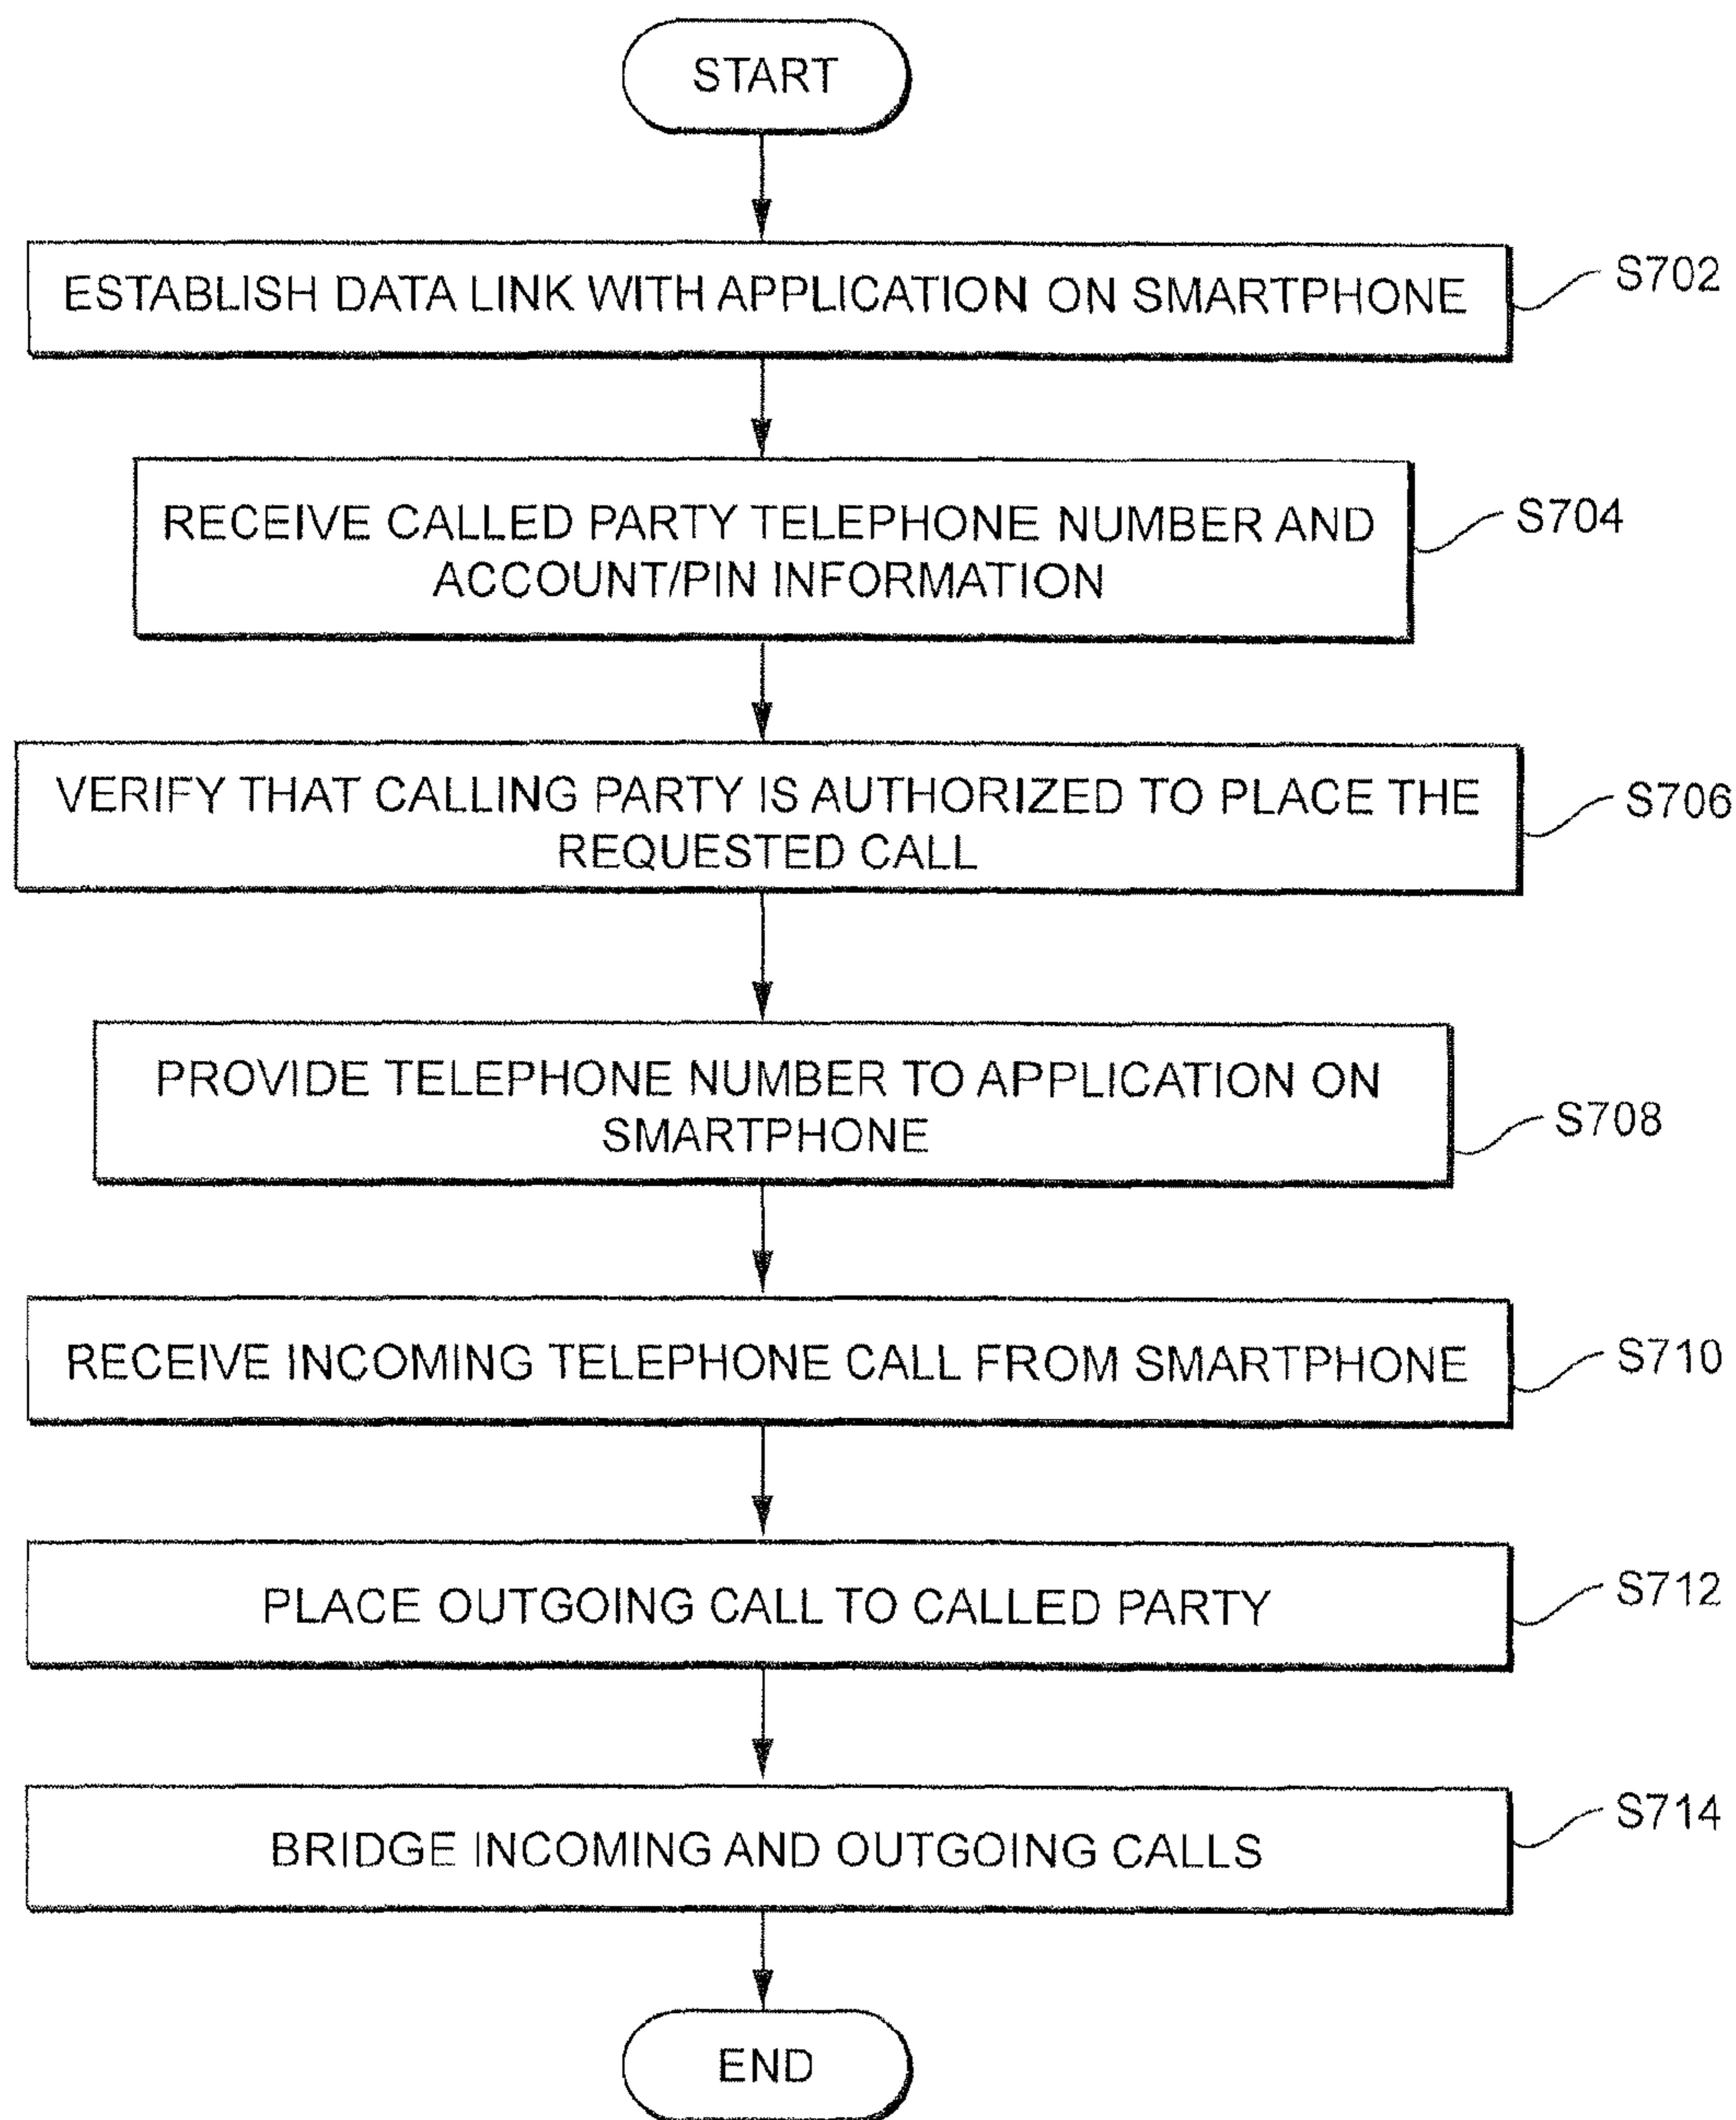 START
ESTABLISH DATA LINK WITH APPLICATION ON SMARTPHONE
S702
RECEIVE CALLED PARTY TELEPHONE NUMBER AND
ACCOUNT/PIN INFORMATION
S704
VERIFY THAT CALLING PARTY IS AUTHORIZED TO PLACE THE
REQUESTED CALL
S706
PROVIDE TELEPHONE NUMBER TO APPLICATION ON
SMARTPHONE
S708
RECEIVE INCOMING TELEPHONE CALL FROM SMARTPHONE
S710
PLACE OUTGOING CALL TO CALLED PARTY
S712
BRIDGE INCOMING AND OUTGOING CALLS
S714
END